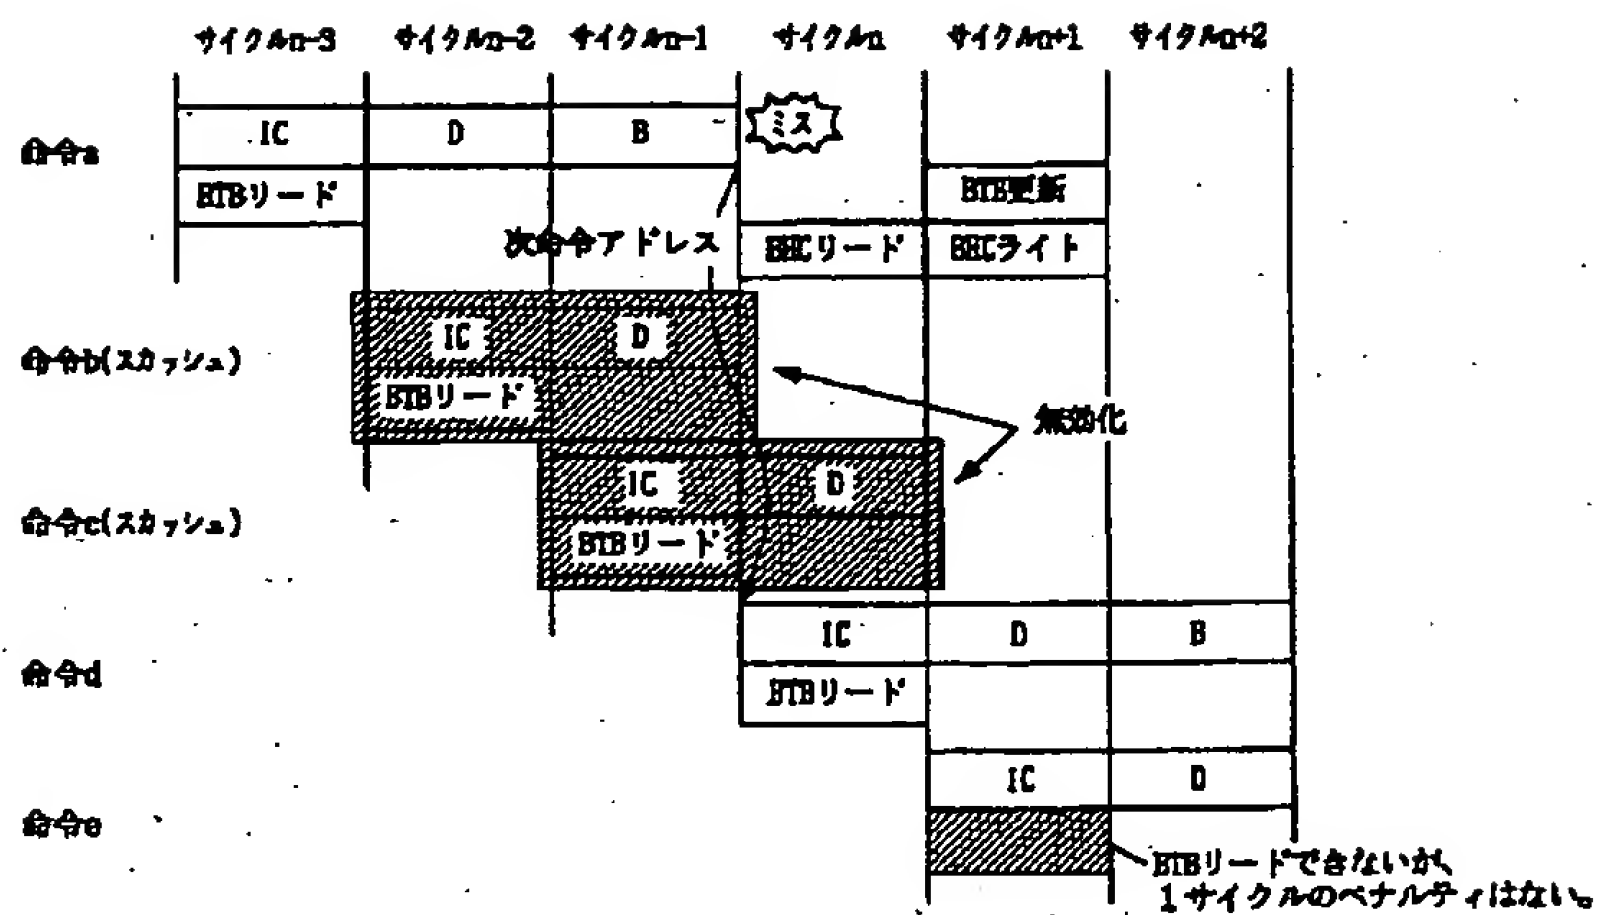 サイクルn-3 サイクルn-2 サイクルn-1 サイクルn サイクルn+1 サイクルn+2
命令a
IC D B ミス
BTBリード BTB更新
次命令アドレス BHCリード BHCライト
命令b(スカッシュ)
IC D
BTBリード
無効化
命令c(スカッシュ)
IC D
BTBリード
命令d
IC D B
BTBリード
命令e
IC D
BTBリードできないが、
1サイクルのペナルティはない。